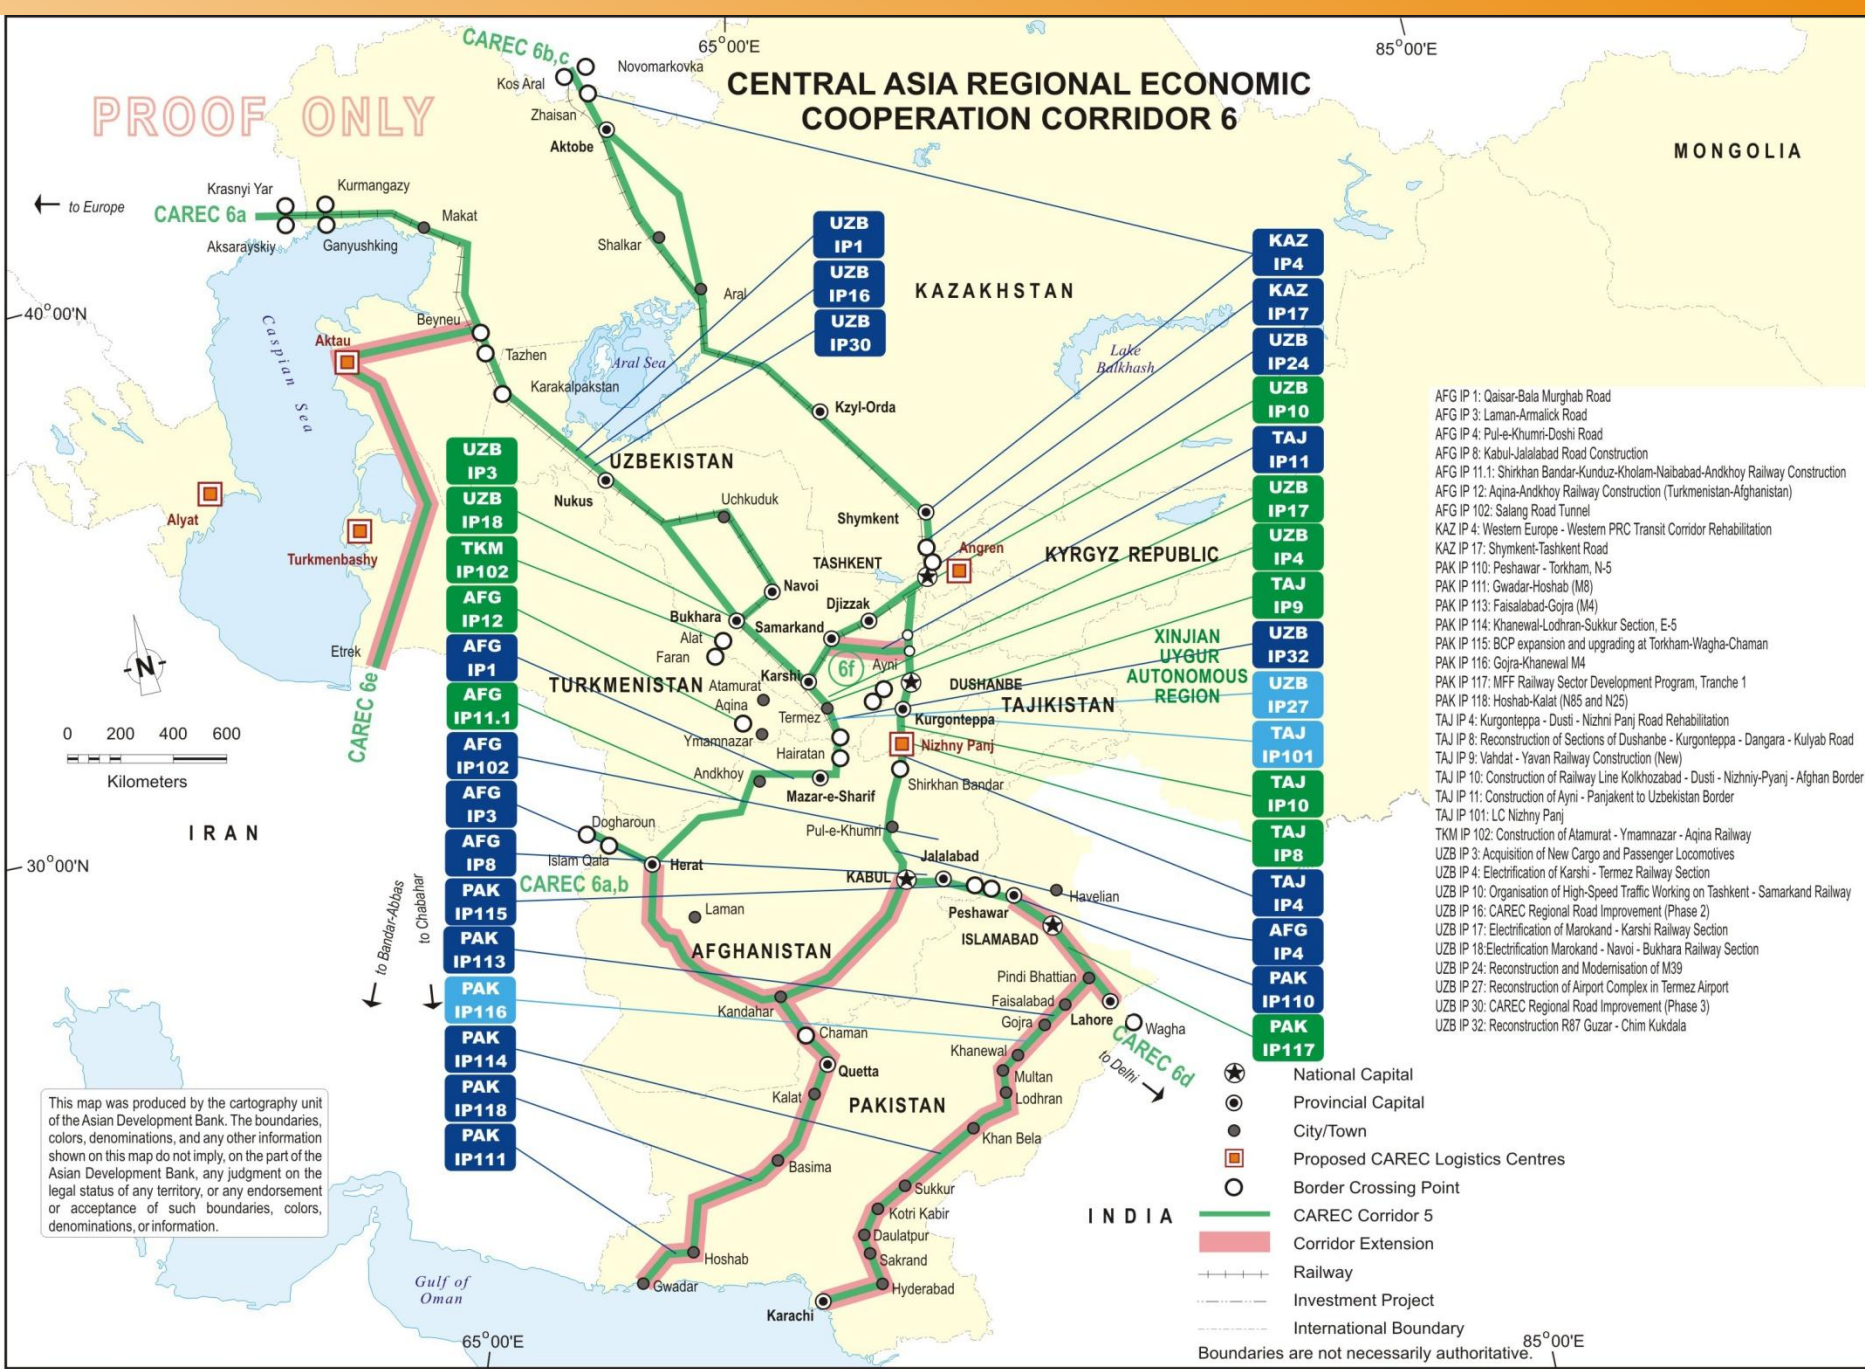 CAREC 6b,c
65°00'E
85°00'E
Novomarkovka
Kos Aral
Zhaisan
Aktobe
CENTRAL ASIA REGIONAL ECONOMIC
COOPERATION CORRIDOR 6
PROOF ONLY
MONGOLIA
to Europe
Krasnyi Yar
Kurmangazy
CAREC 6a
Makat
Aksarayskiy
Ganyushking
Shalkar
Aral
UZB
IP1
UZB
IP16
UZB
IP30
KAZAKHSTAN
40°00'N
Caspian Sea
Beyneu
Aktau
Tazhen
Karakalpakstan
Aral Sea
Lake
Balkhash
Kzyl-Orda
KAZ
IP4
KAZ
IP17
UZB
IP24
UZB
IP10
TAJ
IP11
UZB
IP17
UZB
IP4
TAJ
IP9
UZB
IP32
UZB
IP27
TAJ
IP101
TAJ
IP10
TAJ
IP8
TAJ
IP4
AFG
IP4
PAK
IP110
PAK
IP117
UZB
IP3
UZB
IP18
TKM
IP102
AFG
IP12
AFG
IP1
AFG
IP11.1
AFG
IP102
AFG
IP3
AFG
IP8
PAK
IP115
PAK
IP113
PAK
IP116
PAK
IP114
PAK
IP118
PAK
IP111
UZBEKISTAN
Nukus
Uchkuduk
Alyat
Turkmenbashy
Shymkent
TASHKENT
Angren
KYRGYZ REPUBLIC
Navoi
Djizzak
Bukhara
Samarkand
Alat
Faran
Karshi
6f
Ayni
XINJIAN
UYGUR
AUTONOMOUS
REGION
Etrek
CAREC 6e
N
TURKMENISTAN
Atamurat
Aqina
Ymamnazar
Termez
Hairatan
DUSHANBE
TAJIKISTAN
Kurgonteppa
Nizhny Panj
Shirkhan Bandar
Andkhoy
Mazar-e-Sharif
Pul-e-Khumri
0 200 400 600
Kilometers
IRAN
30°00'N
Dogharoun
Islam Qala
Herat
CAREC 6a,b
KABUL
Jalalabad
Peshawar
Havelian
ISLAMABAD
Laman
AFGHANISTAN
to Bandar-Abbas
to Chabahar
Pindi Bhattian
Faisalabad
Gojra
Lahore
Wagha
Kandahar
Chaman
Khanewal
CAREC 6d
to Delhi
Quetta
Multan
Kalat
Lodhran
PAKISTAN
Khan Bela
Basima
Sukkur
Kotri Kabir
Daulatpur
Sakrand
Hoshab
Gwadar
Hyderabad
Karachi
INDIA
Gulf of
Oman
65°00'E
85°00'E
This map was produced by the cartography unit
of the Asian Development Bank. The boundaries,
colors, denominations, and any other information
shown on this map do not imply, on the part of the
Asian Development Bank, any judgment on the
legal status of any territory, or any endorsement
or acceptance of such boundaries, colors,
denominations, or information.
AFG IP 1: Qaisar-Bala Murghab Road
AFG IP 3: Laman-Armalick Road
AFG IP 4: Pul-e-Khumri-Doshi Road
AFG IP 8: Kabul-Jalalabad Road Construction
AFG IP 11.1: Shirkhan Bandar-Kunduz-Kholam-Naibabad-Andkhoy Railway Construction
AFG IP 12: Aqina-Andkhoy Railway Construction (Turkmenistan-Afghanistan)
AFG IP 102: Salang Road Tunnel
KAZ IP 4: Western Europe - Western PRC Transit Corridor Rehabilitation
KAZ IP 17: Shymkent-Tashkent Road
PAK IP 110: Peshawar - Torkham, N-5
PAK IP 111: Gwadar-Hoshab (M8)
PAK IP 113: Faisalabad-Gojra (M4)
PAK IP 114: Khanewal-Lodhran-Sukkur Section, E-5
PAK IP 115: BCP expansion and upgrading at Torkham-Wagha-Chaman
PAK IP 116: Gojra-Khanewal M4
PAK IP 117: MFF Railway Sector Development Program, Tranche 1
PAK IP 118: Hoshab-Kalat (N85 and N25)
TAJ IP 4: Kurgonteppa - Dusti - Nizhni Panj Road Rehabilitation
TAJ IP 8: Reconstruction of Sections of Dushanbe - Kurgonteppa - Dangara - Kulyab Road
TAJ IP 9: Vahdat - Yavan Railway Construction (New)
TAJ IP 10: Construction of Railway Line Kolkhozabad - Dusti - Nizhniy-Pyanj - Afghan Border
TAJ IP 11: Construction of Ayni - Panjakent to Uzbekistan Border
TAJ IP 101: LC Nizhny Panj
TKM IP 102: Construction of Atamurat - Ymamnazar - Aqina Railway
UZB IP 3: Acquisition of New Cargo and Passenger Locomotives
UZB IP 4: Electrification of Karshi - Termez Railway Section
UZB IP 10: Organisation of High-Speed Traffic Working on Tashkent - Samarkand Railway
UZB IP 16: CAREC Regional Road Improvement (Phase 2)
UZB IP 17: Electrification of Marokand - Karshi Railway Section
UZB IP 18:Electrification Marokand - Navoi - Bukhara Railway Section
UZB IP 24: Reconstruction and Modernisation of M39
UZB IP 27: Reconstruction of Airport Complex in Termez Airport
UZB IP 30: CAREC Regional Road Improvement (Phase 3)
UZB IP 32: Reconstruction R87 Guzar - Chim Kukdala
National Capital
Provincial Capital
City/Town
Proposed CAREC Logistics Centres
Border Crossing Point
CAREC Corridor 5
Corridor Extension
Railway
Investment Project
International Boundary
Boundaries are not necessarily authoritative.